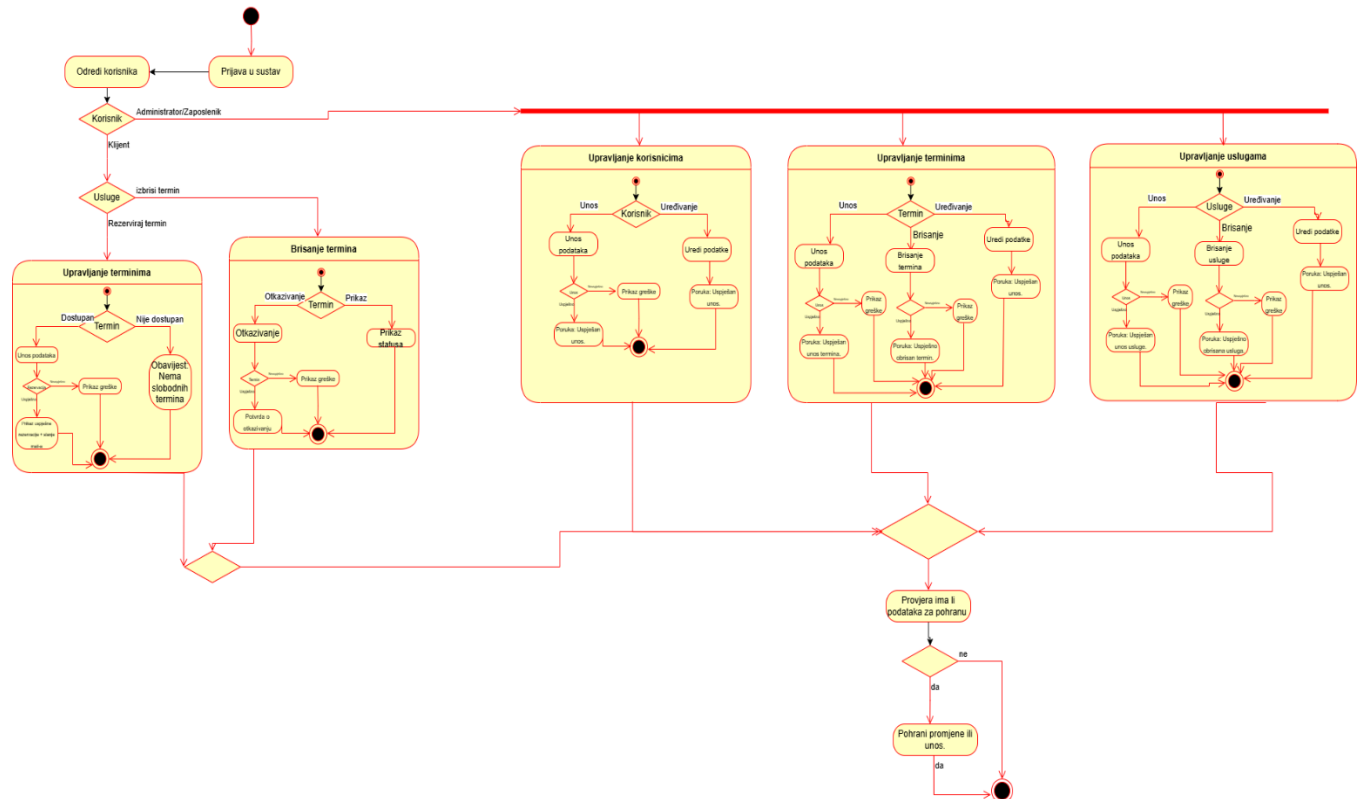 Odredi korisnika
Prijava u sustav
Korisnik
Administrator/Zaposlenik
Klijent
Usluge
izbrisi termin
Rezerviraj termin
Upravljanje terminima
Termin
Dostupan
Nije dostupan
Unos podataka
Obavijest:
Nema
slobodnih
termina
Prikaz greške
Brisanje termina
Termin
Otkazivanje
Prikaz
Otkazivanje
Prikaz
statusa
Prikaz greške
Potvrta o
otkazivanju
Upravljanje korisnicima
Unos
Korisnik
Uređivanje
Unos
podataka
Uredi podatke
Prikaz greške
Poruka: Uspješan
unos.
Poruka: Uspješan
unos.
Upravljanje terminima
Unos
Termin
Uređivanje
Brisanje
Unos
podataka
Brisanje
termina
Uredi podatke
Prikaz
greške
Prikaz
greške
Poruka: Uspješan
unos.
Poruka: Uspješan
unos termina.
Poruka: Uspješno
obrisan termin.
Upravljanje uslugama
Unos
Usluge
Uređivanje
Brisanje
Unos
podataka
Brisanje
usluge
Uredi podatke
Prikaz
greške
Prikaz
greške
Poruka: Uspješan
unos.
Poruka: Uspješan
unos usluge.
Poruka: Uspješno
obrisana usluga.
Provjera ima li
podataka za pohranu
ne
da
Pohrani promjene ili
unos.
da